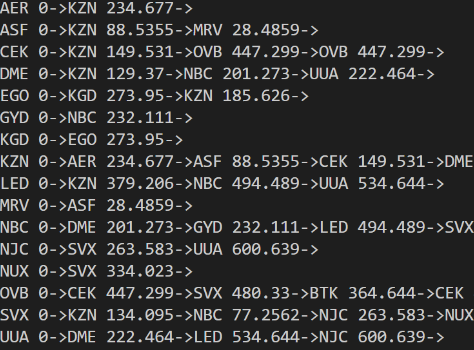 AER 0->KZN 234.677->
ASF 0->KZN 88.5355->MRV 28.4859->
CEK 0->KZN 149.531->OVB 447.299->OVB 447.299->
DME 0->KZN 129.37->NBC 201.273->UUA 222.464->
EGO 0->KGD 273.95->KZN 185.626->
GYD 0->NBC 232.111->
KGD 0->EGO 273.95->
KZN 0->AER 234.677->ASF 88.5355->CEK 149.531->DME
LED 0->KZN 379.206->NBC 494.489->UUA 534.644->
MRV 0->ASF 28.4859->
NBC 0->DME 201.273->GYD 232.111->LED 494.489->SVX
NJC 0->SVX 263.583->UUA 600.639->
NUX 0->SVX 334.023->
OVB 0->CEK 447.299->SVX 480.33->BTK 364.644->CEK
SVX 0->KZN 134.095->NBC 77.2562->NJC 263.583->NUX
UUA 0->DME 222.464->LED 534.644->NJC 600.639->